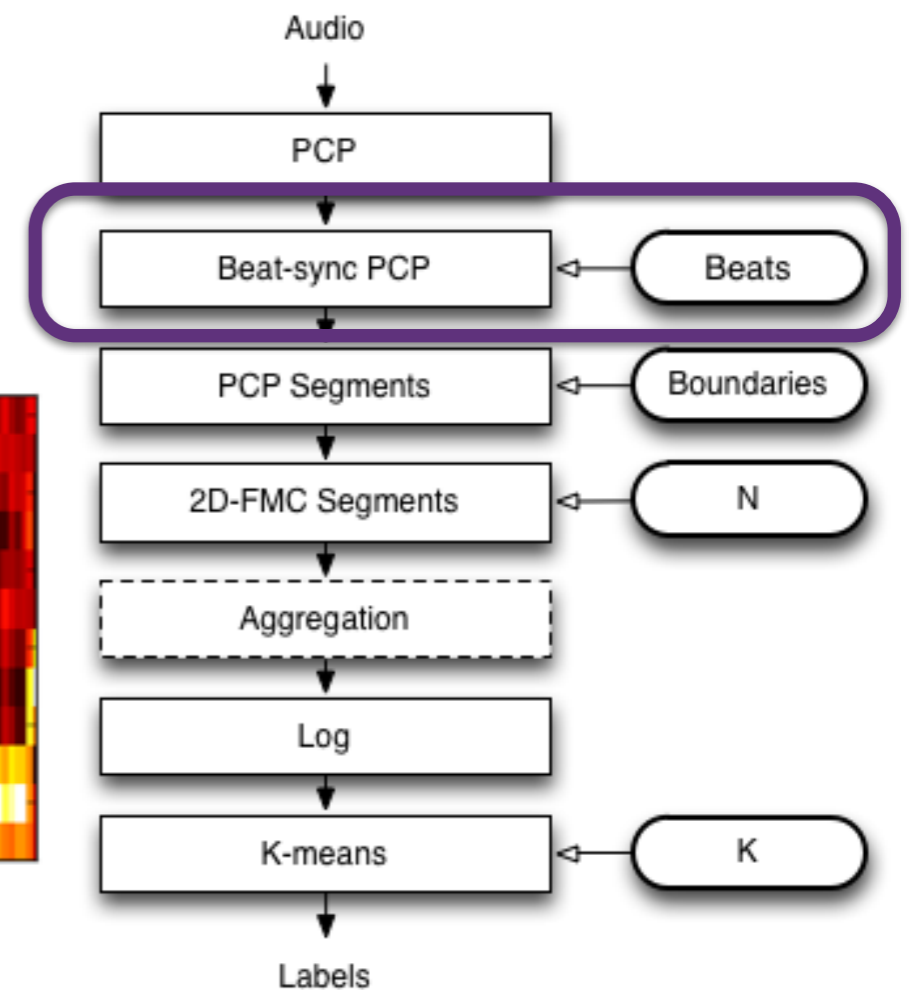 Audio
PCP
Beat-sync PCP
Beats
PCP Segments
Boundaries
2D-FMC Segments
N
Aggregation
Log
K-means
K
Labels